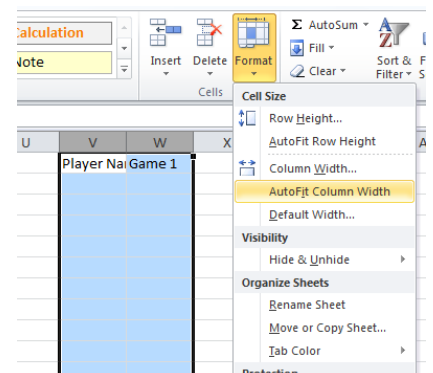 Calculation
Note
Insert
Delete
Format
Σ AutoSum
Fill
Clear
Sort &
Filter
Cells
Cell Size
Row Height...
AutoFit Row Height
Column Width...
AutoFit Column Width
Default Width...
Visibility
Hide & Unhide
Organize Sheets
Rename Sheet
Move or Copy Sheet...
Tab Color
Protection
U V W X
Player Nar Game 1